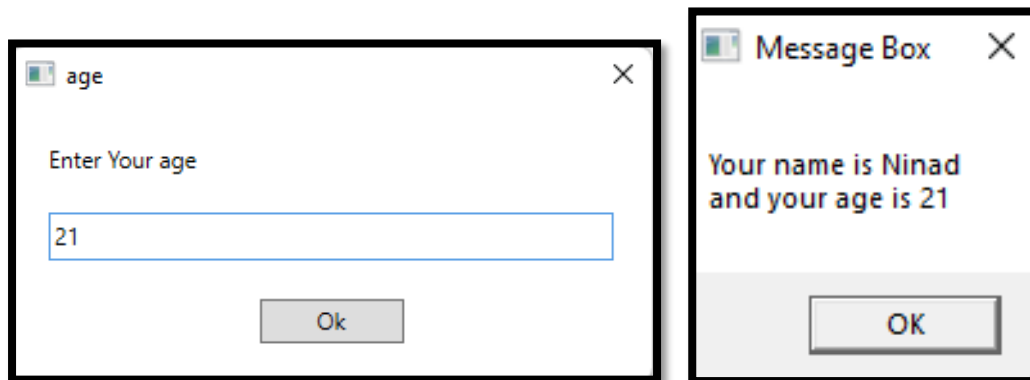 age
Enter Your age
21
Ok
Message Box
Your name is Ninad
and your age is 21
OK